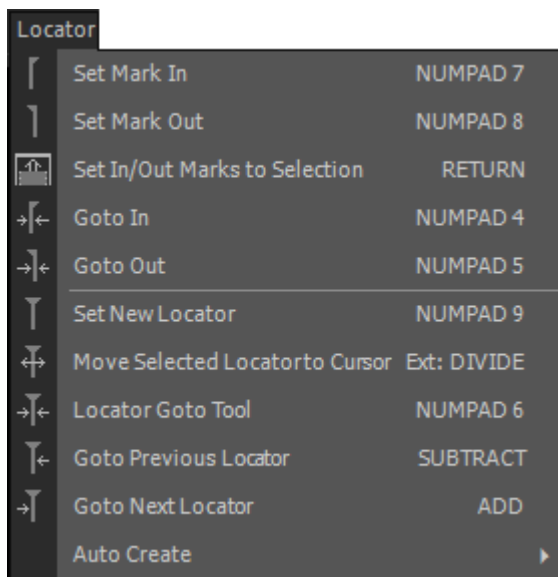 Locator
Set Mark In NUMPAD 7
Set Mark Out NUMPAD 8
Set In/Out Marks to Selection RETURN
Goto In NUMPAD 4
Goto Out NUMPAD 5
Set New Locator NUMPAD 9
Move Selected Locator to Cursor Ext: DIVIDE
Locator Goto Tool NUMPAD 6
Goto Previous Locator SUBTRACT
Goto Next Locator ADD
Auto Create